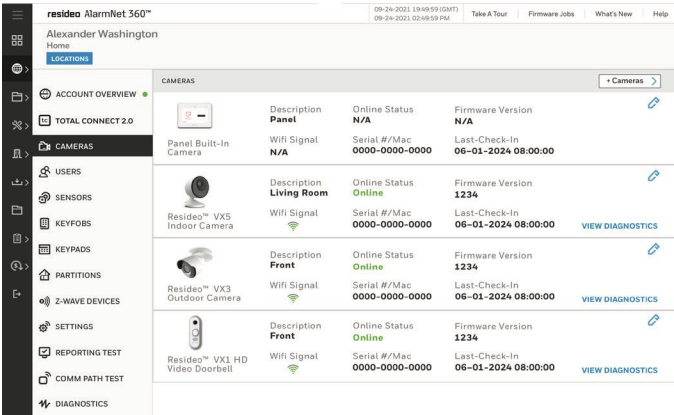 resideo AlarmNet 360™
09-24-2021 19:49:59 (GMT)
09-24-2021 02:49:59 PM
Take A Tour
Firmware Jobs
What's New
Help
Alexander Washington
Home
LOCATIONS
ACCOUNT OVERVIEW
tc TOTAL CONNECT 2.0
CAMERAS
USERS
SENSORS
KEYFOBS
KEYPADS
PARTITIONS
Z-WAVE DEVICES
SETTINGS
REPORTING TEST
COMM PATH TEST
DIAGNOSTICS
CAMERAS
+ Cameras
Panel Built-In
Camera
Description
Panel
Wifi Signal
N/A
Online Status
N/A
Serial #/Mac
0000-0000-0000
Firmware Version
N/A
Last-Check-In
06-01-2024 08:00:00
Resideo™ VX5
Indoor Camera
Description
Living Room
Wifi Signal
Online Status
Online
Serial #/Mac
0000-0000-0000
Firmware Version
1234
Last-Check-In
06-01-2024 08:00:00
VIEW DIAGNOSTICS
Resideo™ VX3
Outdoor Camera
Description
Front
Wifi Signal
Online Status
Online
Serial #/Mac
0000-0000-0000
Firmware Version
1234
Last-Check-In
06-01-2024 08:00:00
VIEW DIAGNOSTICS
Resideo™ VX1 HD
Video Doorbell
Description
Front
Wifi Signal
Online Status
Online
Serial #/Mac
0000-0000-0000
Firmware Version
1234
Last-Check-In
06-01-2024 08:00:00
VIEW DIAGNOSTICS